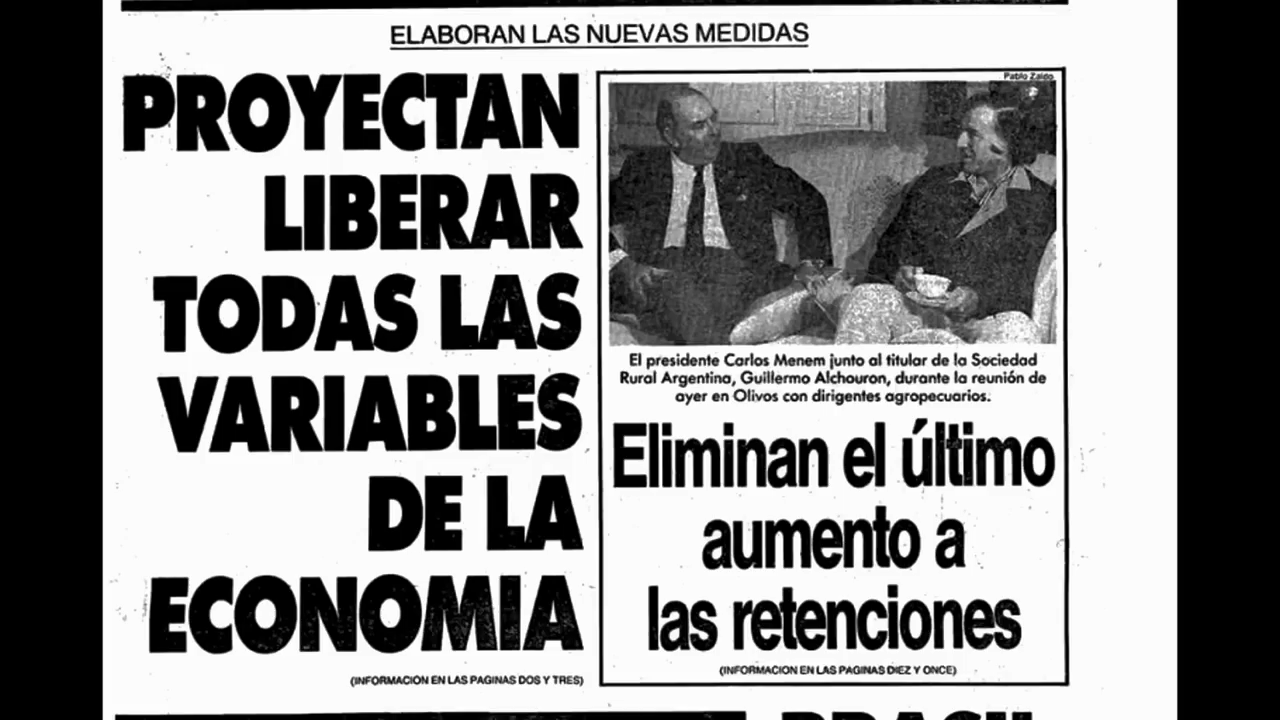 ELABORAN LAS NUEVAS MEDIDAS
PROYECTAN
LIBERAR
TODAS LAS
VARIABLES
DE LA
ECONOMIA
(INFORMACION EN LAS PAGINAS DOS Y TRES)
Pablo Zaldo
El presidente Carlos Menem junto al titular de la Sociedad
Rural Argentina, Guillermo Alchouron, durante la reunión de
ayer en Olivos con dirigentes agropecuarios.
Eliminan el último
aumento a
las retenciones
(INFORMACION EN LAS PAGINAS DIEZ Y ONCE)